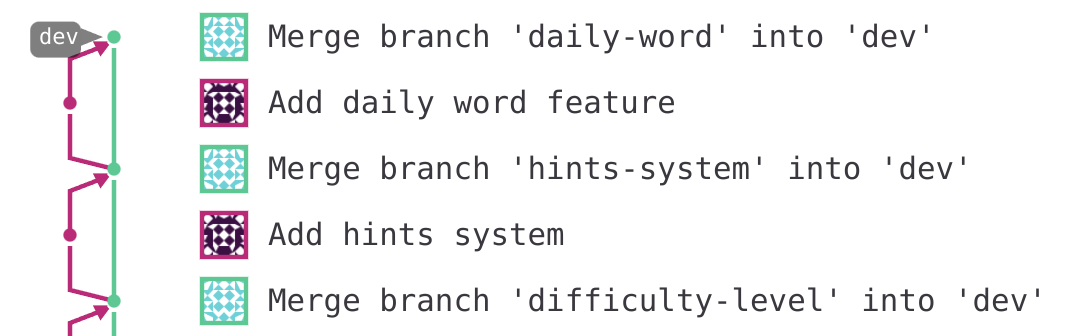 dev
Merge branch 'daily-word' into 'dev'
Add daily word feature
Merge branch 'hints-system' into 'dev'
Add hints system
Merge branch 'difficulty-level' into 'dev'